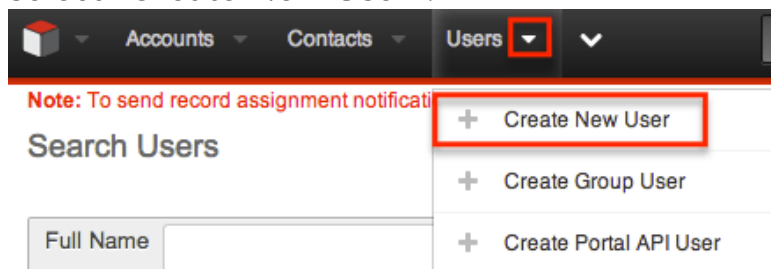 Accounts Contacts Users
Note: To send record assignment notificati
Create New User
Search Users
Create Group User
Full Name
Create Portal API User